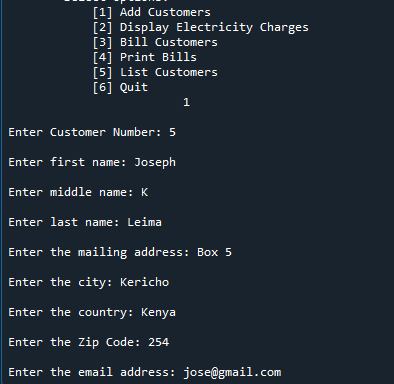 [1] Add Customers
[2] Display Electricity Charges
[3] Bill Customers
[4] Print Bills
[5] List Customers
[6] Quit
1
Enter Customer Number: 5
Enter first name: Joseph
Enter middle name: K
Enter last name: Leima
Enter the mailing address: Box 5
Enter the city: Kericho
Enter the country: Kenya
Enter the Zip Code: 254
Enter the email address: jose@gmail.com